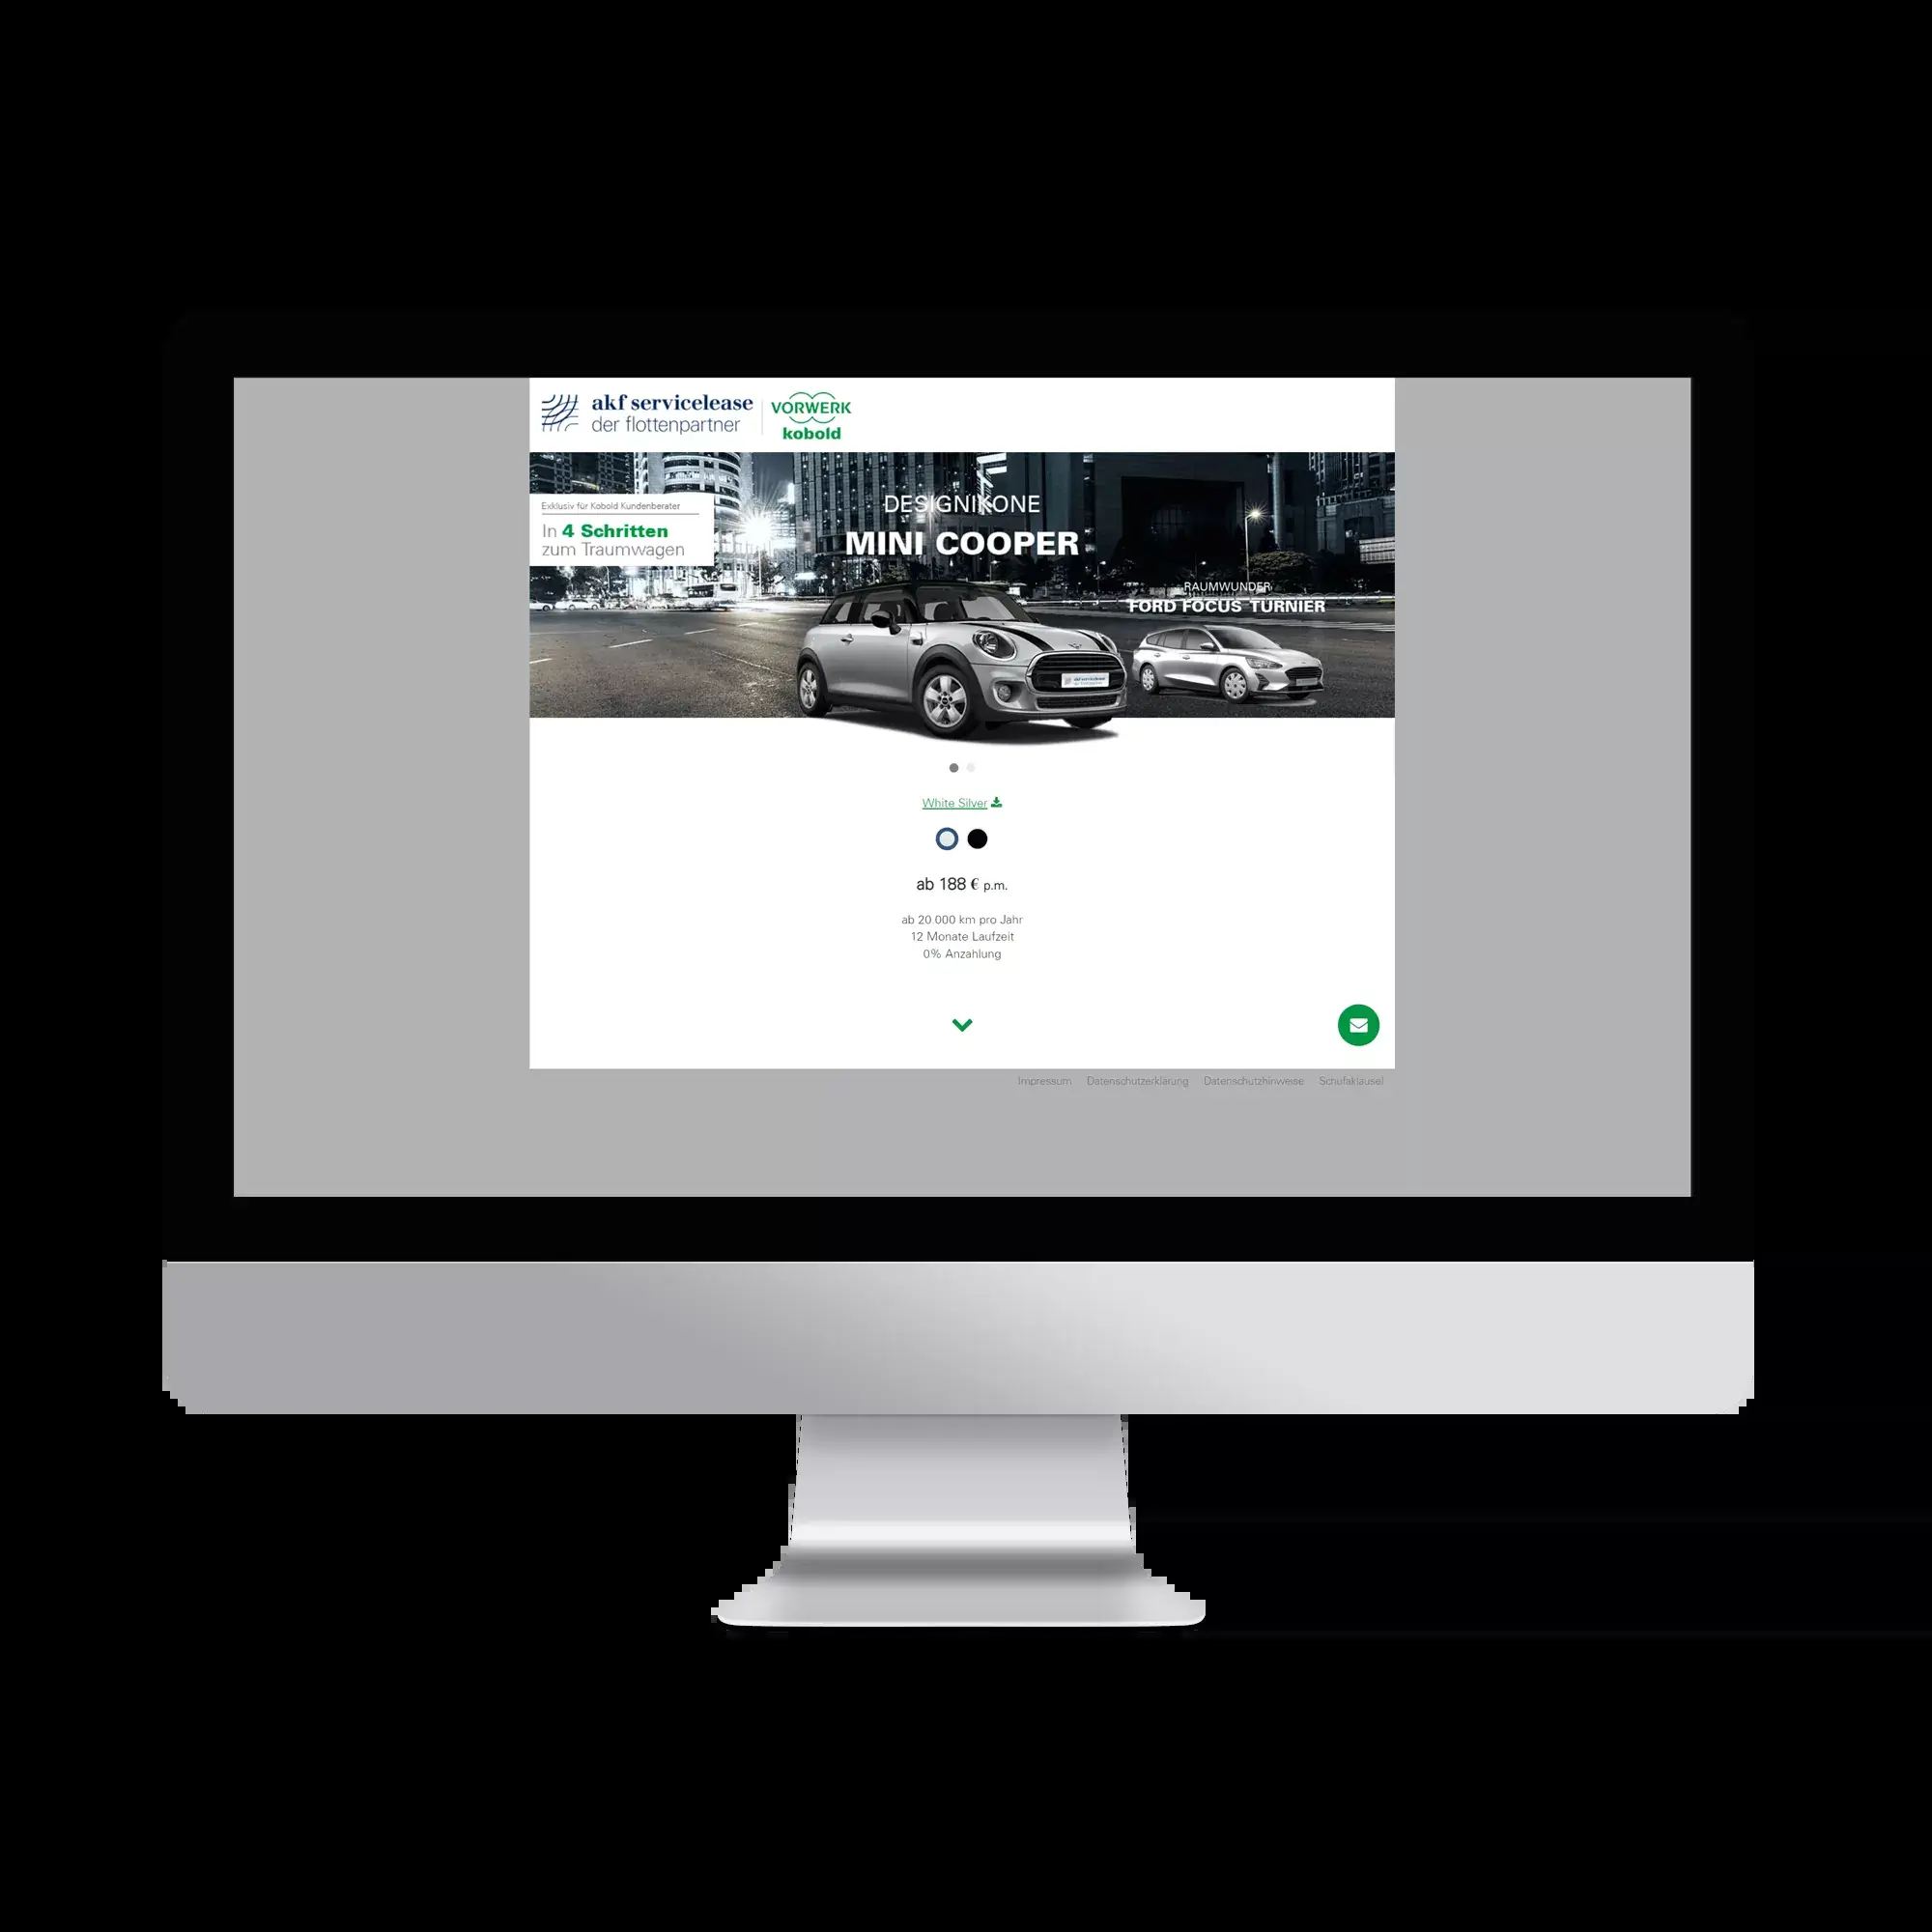 akf servicelease
der flottenpartner
VORWERK
kobold
Exklusiv für Kobold Kundenberater
In 4 Schritten
zum Traumwagen
DESIGNIKONE
MINI COOPER
RAUMWUNDER
FORD FOCUS TURNIER
akf servicelease
White Silver
ab 188 € p.m.
ab 20.000 km pro Jahr
12 Monate Laufzeit
0% Anzahlung
Impressum Datenschutzerklärung Datenschutzhinweise Schufaklausel